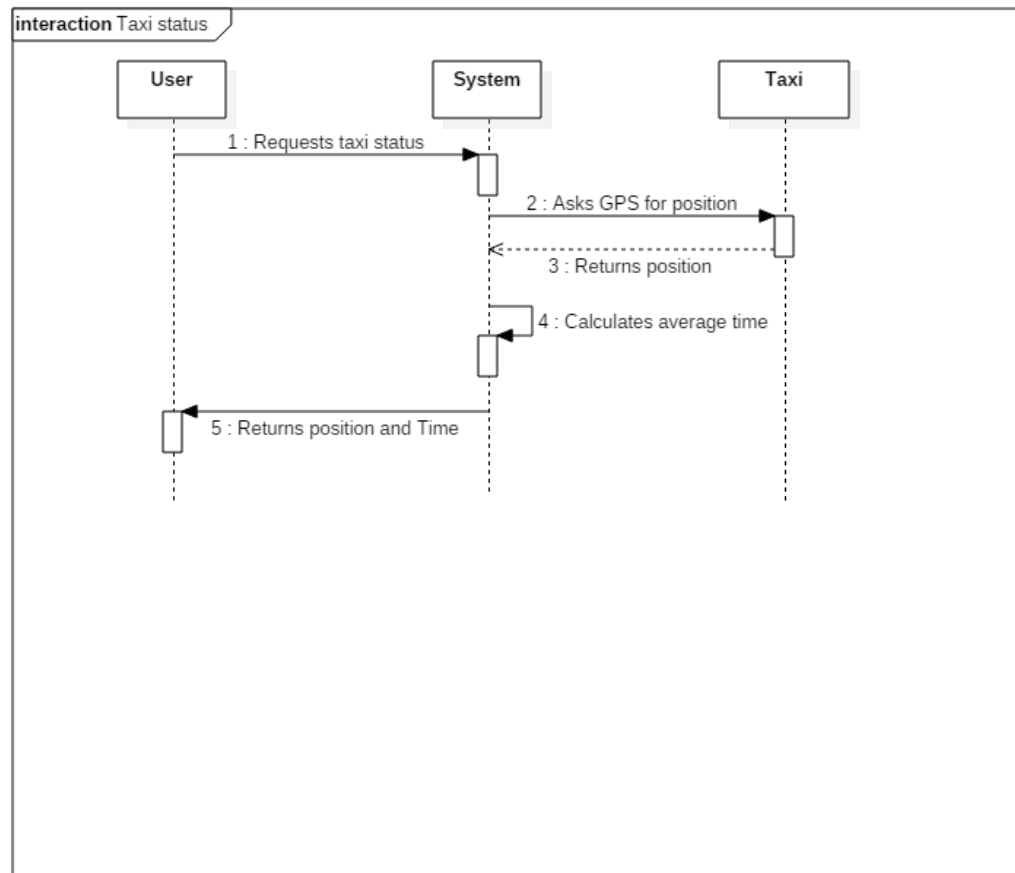 interaction Taxi status
User
System
Taxi
1 : Requests taxi status
2 : Asks GPS for position
3 : Returns position
4 : Calculates average time
5 : Returns position and Time